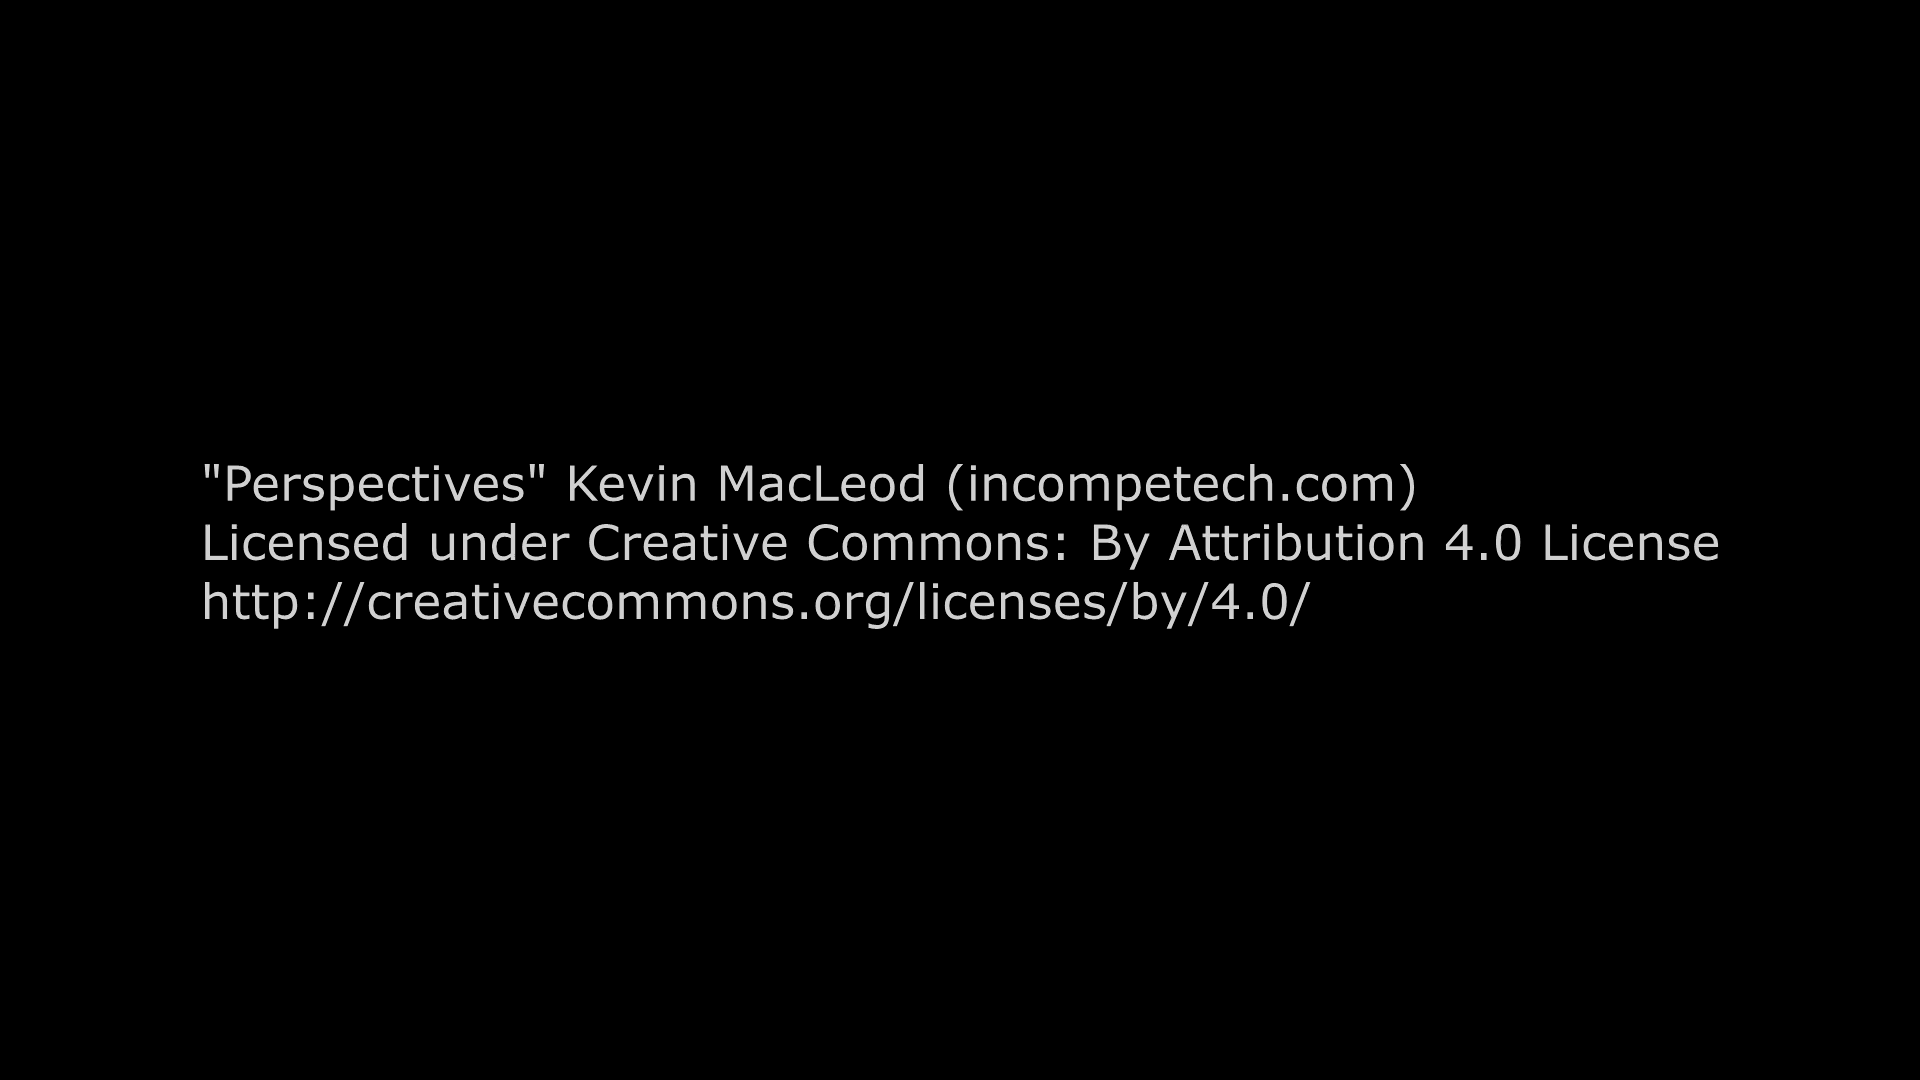 "Perspectives" Kevin MacLeod (incompetech.com)
Licensed under Creative Commons: By Attribution 4.0 License
http://creativecommons.org/licenses/by/4.0/